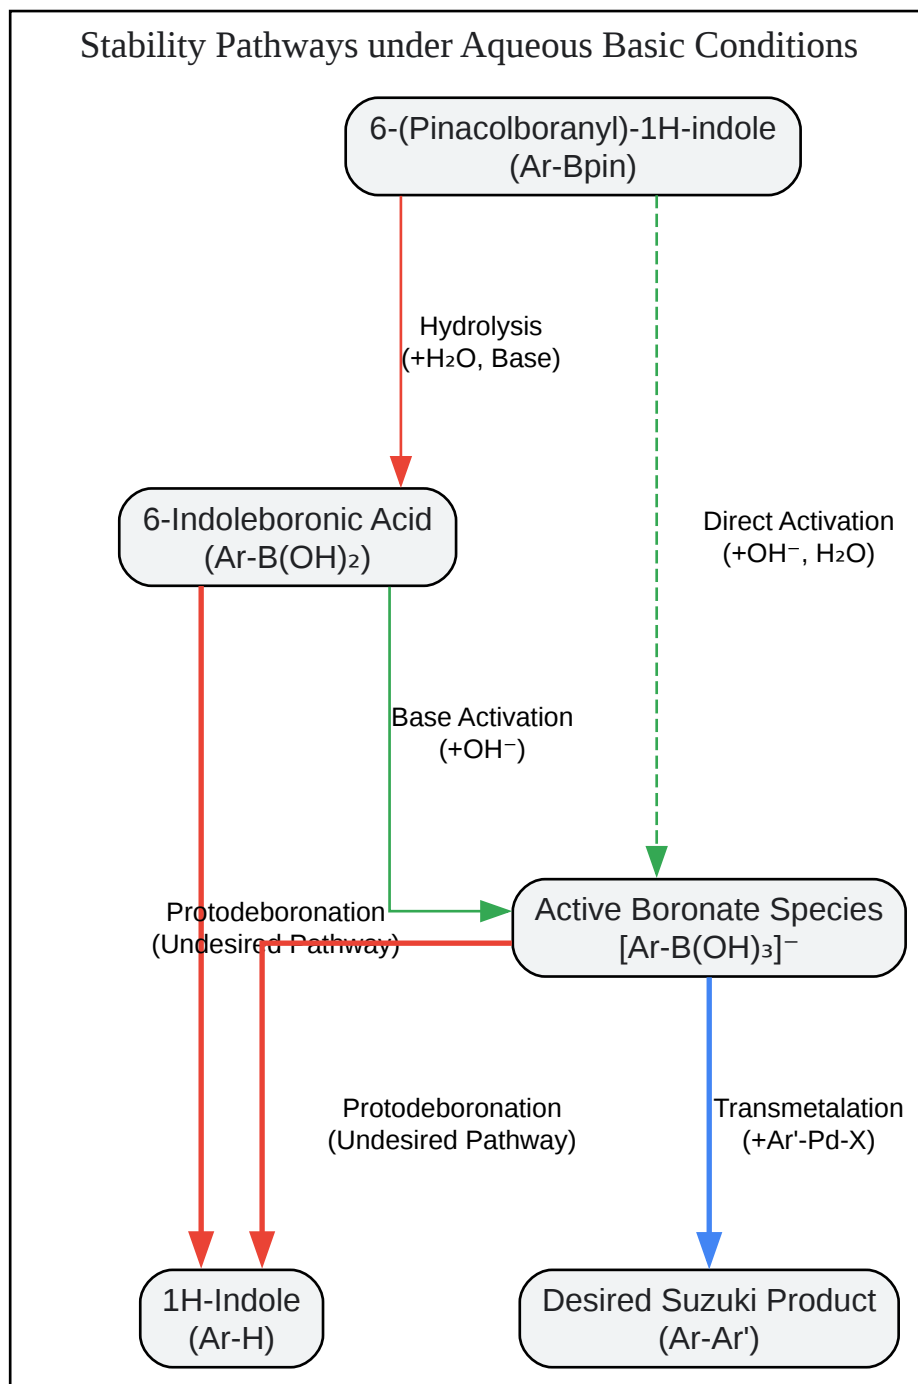 Stability Pathways under Aqueous Basic Conditions
6-(Pinacolboranyl)-1H-indole
(Ar-Bpin)
Hydrolysis
(+H₂O, Base)
6-Indoleboronic Acid
(Ar-B(OH)₂)
Direct Activation
(+OH⁻, H₂O)
Base Activation
(+OH⁻)
Protodeboronation
(Undesired Pathway)
Active Boronate Species
[Ar-B(OH)₃]⁻
Protodeboronation
(Undesired Pathway)
Transmetalation
(+Ar'-Pd-X)
1H-Indole
(Ar-H)
Desired Suzuki Product
(Ar-Ar')